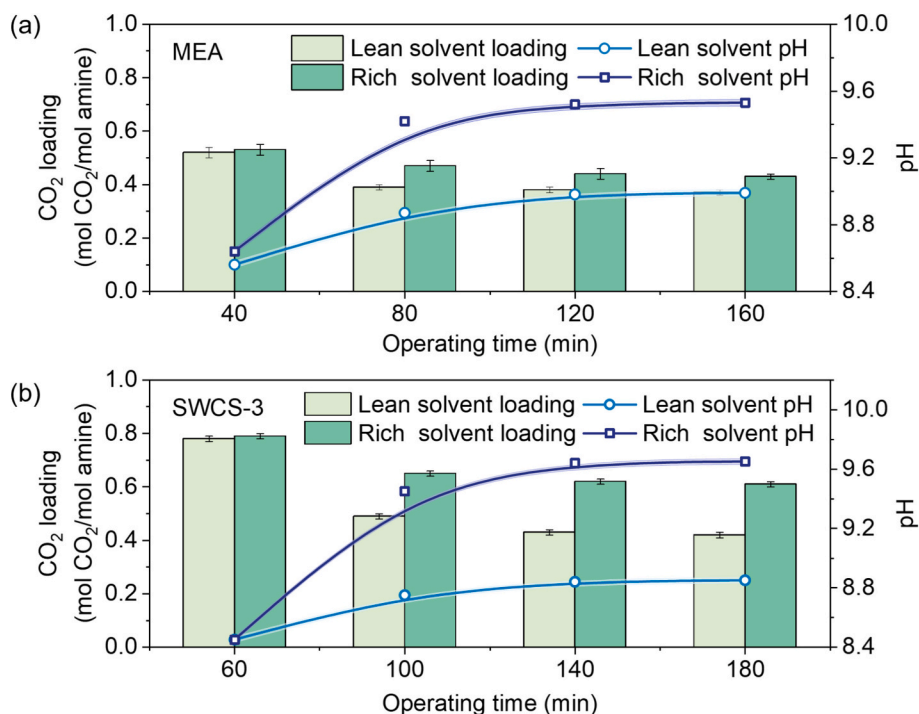 (a)
MEA
Lean solvent loading
Lean solvent pH
Rich solvent loading
Rich solvent pH
CO₂ loading
(mol CO₂/mol amine)
1.0
0.8
0.6
0.4
0.2
0.0
10.0
9.6
9.2
8.8
8.4
pH
40 80 120 160
Operating time (min)
(b)
SWCS-3
Lean solvent loading
Lean solvent pH
Rich solvent loading
Rich solvent pH
CO₂ loading
(mol CO₂/mol amine)
1.0
0.8
0.6
0.4
0.2
0.0
10.0
9.6
9.2
8.8
8.4
pH
60 100 140 180
Operating time (min)